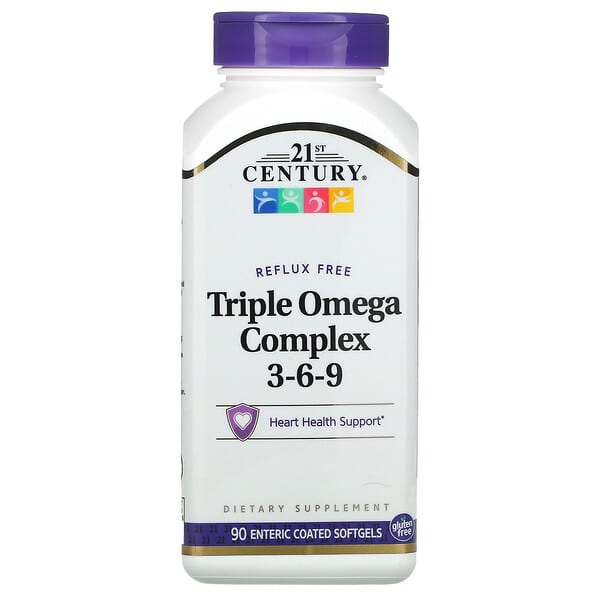 21ST
CENTURY®
REFLUX FREE
Triple Omega
Complex
3-6-9
Heart Health Support*
DIETARY SUPPLEMENT
90 ENTERIC COATED SOFTGELS
gluten
free